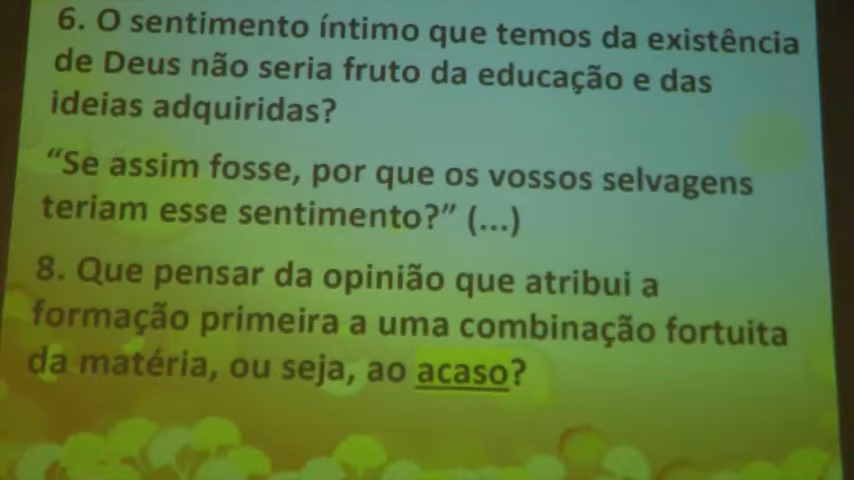 6. O sentimento íntimo que temos da existência
de Deus não seria fruto da educação e das
ideias adquiridas?
“Se assim fosse, por que os vossos selvagens
teriam esse sentimento?” (...)
8. Que pensar da opinião que atribui a
formação primeira a uma combinação fortuita
da matéria, ou seja, ao acaso?